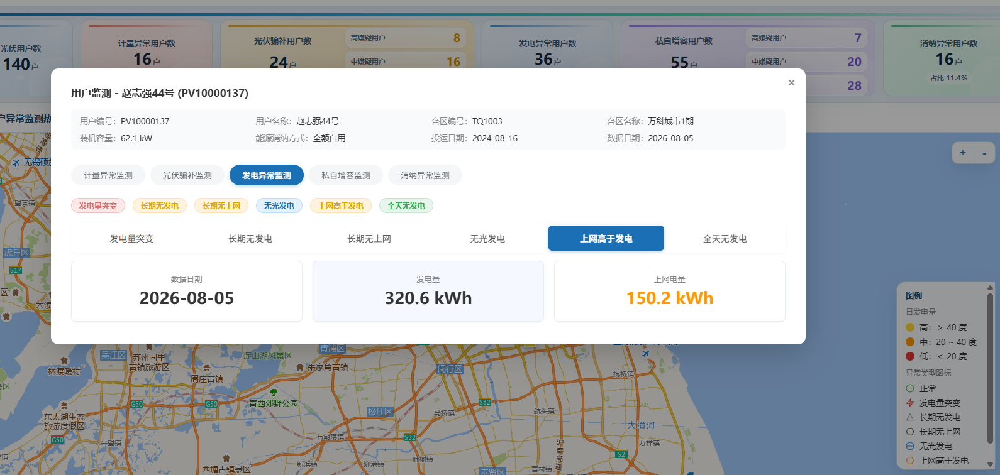 光伏用户数
140户
计量异常用户数
16户
光伏骗补用户数
24户
高嫌疑用户 8
中嫌疑用户 16
发电异常用户数
36户
私自增容用户数
55户
高嫌疑用户 7
中嫌疑用户 20
28
消纳异常用户数
16户
占比 11.4%
户异常监测热
用户监测 - 赵志强44号 (PV10000137)
×
用户编号: PV10000137 用户名称: 赵志强44号 台区编号: TQ1003 台区名称: 万科城市1期
装机容量: 62.1 kW 能源消纳方式: 全额自用 投运日期: 2024-08-16 数据日期: 2026-08-05
计量异常监测 光伏骗补监测 发电异常监测 私自增容监测 消纳异常监测
发电量突变 长期无发电 长期无上网 无光发电 上网高于发电 全天无发电
发电量突变 长期无发电 长期无上网 无光发电 上网高于发电 全天无发电
数据日期
2026-08-05
发电量
320.6 kWh
上网电量
150.2 kWh
+ -
无锡硕放
望亭镇
虎丘区
S17
区
木渎
吴江区
苏州同里
古镇旅游区
林渡暖村
周庄古镇
淀山湖风景区
青浦区
朱家角古镇
闵行区
祝桥镇
G50
G50
青西郊野公园
S32
松江区
马桥镇
航头镇
东太湖生态
旅游度假区
G50
平望镇
石湖荡镇
S32
大治河
万祥镇
沪奉高速
S2
西塘古镇景区
新浜镇
泖港镇
叶榭镇
奉贤区
青村镇
图例
日发电量
高: > 40 度
中: 20 ~ 40 度
低: < 20 度
异常类型图标
正常
发电量突变
长期无发电
长期无上网
无光发电
上网高于发电